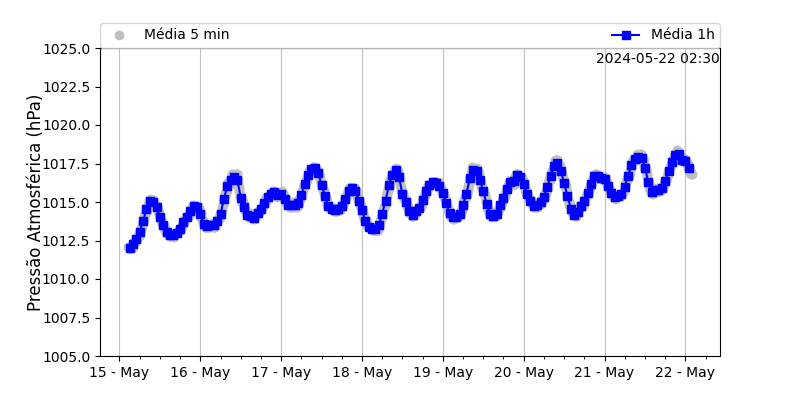 Média 5 min
Média 1h
2024-05-22 02:30
Pressão Atmosférica (hPa)
1025.0
1022.5
1020.0
1017.5
1015.0
1012.5
1010.0
1007.5
1005.0
15 - May
16 - May
17 - May
18 - May
19 - May
20 - May
21 - May
22 - May